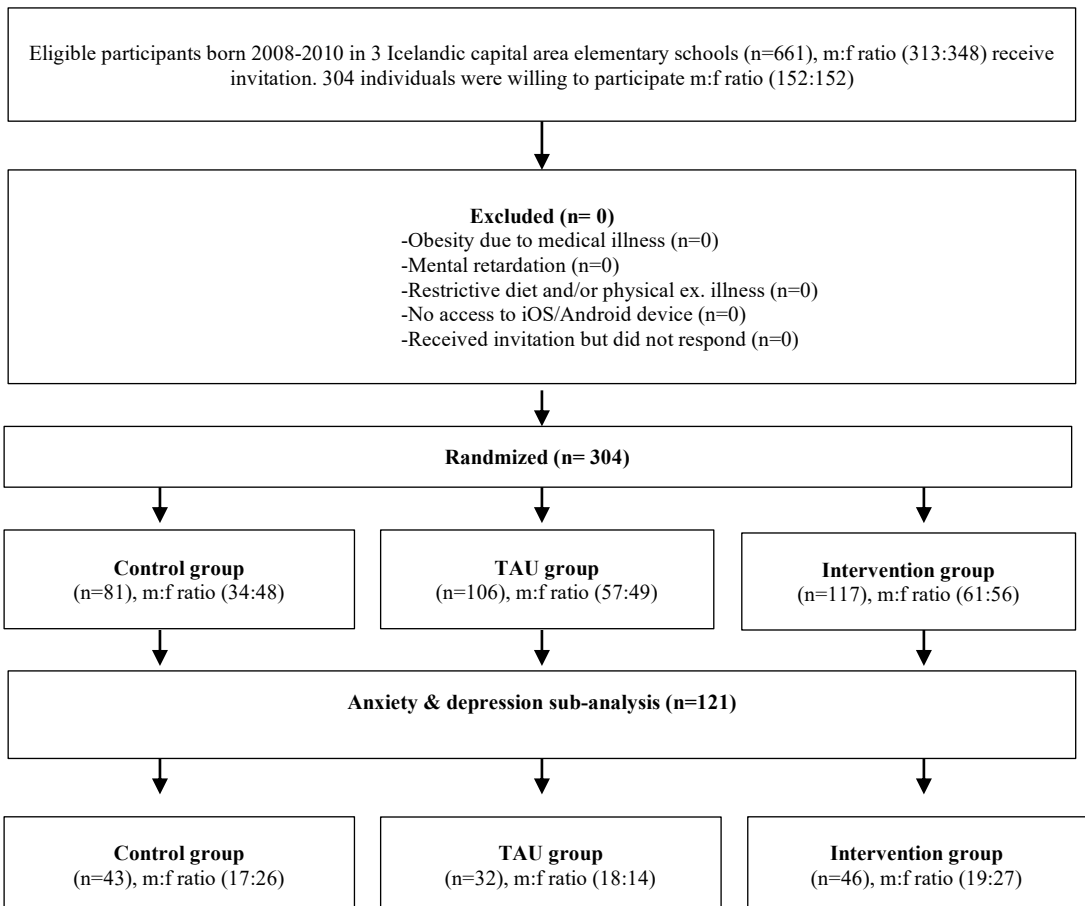 Eligible participants born 2008-2010 in 3 Icelandic capital area elementary schools (n=661), m:f ratio (313:348) receive
invitation. 304 individuals were willing to participate m:f ratio (152:152)
Excluded (n= 0)
-Obesity due to medical illness (n=0)
-Mental retardation (n=0)
-Restrictive diet and/or physical ex. illness (n=0)
-No access to iOS/Android device (n=0)
-Received invitation but did not respond (n=0)
Randmized (n= 304)
Control group
(n=81), m:f ratio (34:48)
TAU group
(n=106), m:f ratio (57:49)
Intervention group
(n=117), m:f ratio (61:56)
Anxiety & depression sub-analysis (n=121)
Control group
(n=43), m:f ratio (17:26)
TAU group
(n=32), m:f ratio (18:14)
Intervention group
(n=46), m:f ratio (19:27)